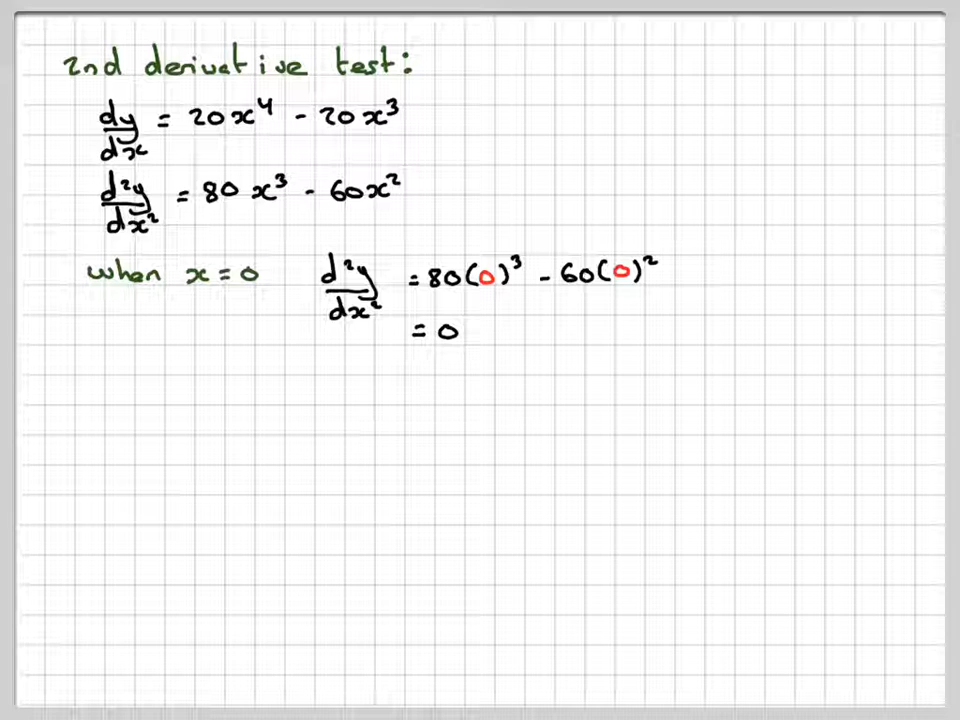 2nd derivative test:
dy/dx = 20x⁴ - 20x³
d²y/dx² = 80x³ - 60x²
when x = 0 d²y/dx² = 80(0)³ - 60(0)²
= 0